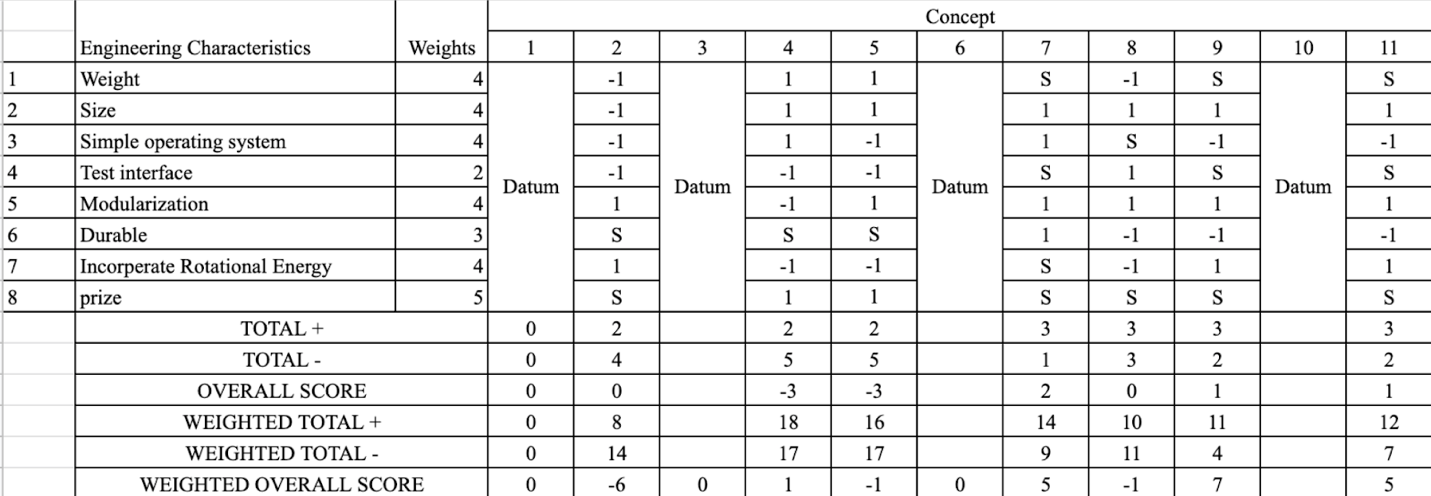 Concept
Engineering Characteristics Weights 1 2 3 4 5 6 7 8 9 10 11
1 Weight 4 -1 1 1 S -1 S S
2 Size 4 -1 1 1 1 1 1 1
3 Simple operating system 4 -1 1 -1 1 S -1 -1
4 Test interface 2 -1 -1 -1 S 1 S S
Datum Datum Datum Datum
5 Modularization 4 1 -1 1 1 1 1 1
6 Durable 3 S S S 1 -1 -1 -1
7 Incorperate Rotational Energy 4 1 -1 -1 S -1 1 1
8 prize 5 S 1 1 S S S S
TOTAL + 0 2 2 2 3 3 3 3
TOTAL - 0 4 5 5 1 3 2 2
OVERALL SCORE 0 0 -3 -3 2 0 1 1
WEIGHTED TOTAL + 0 8 18 16 14 10 11 12
WEIGHTED TOTAL - 0 14 17 17 9 11 4 7
WEIGHTED OVERALL SCORE 0 -6 0 1 -1 0 5 -1 7 5